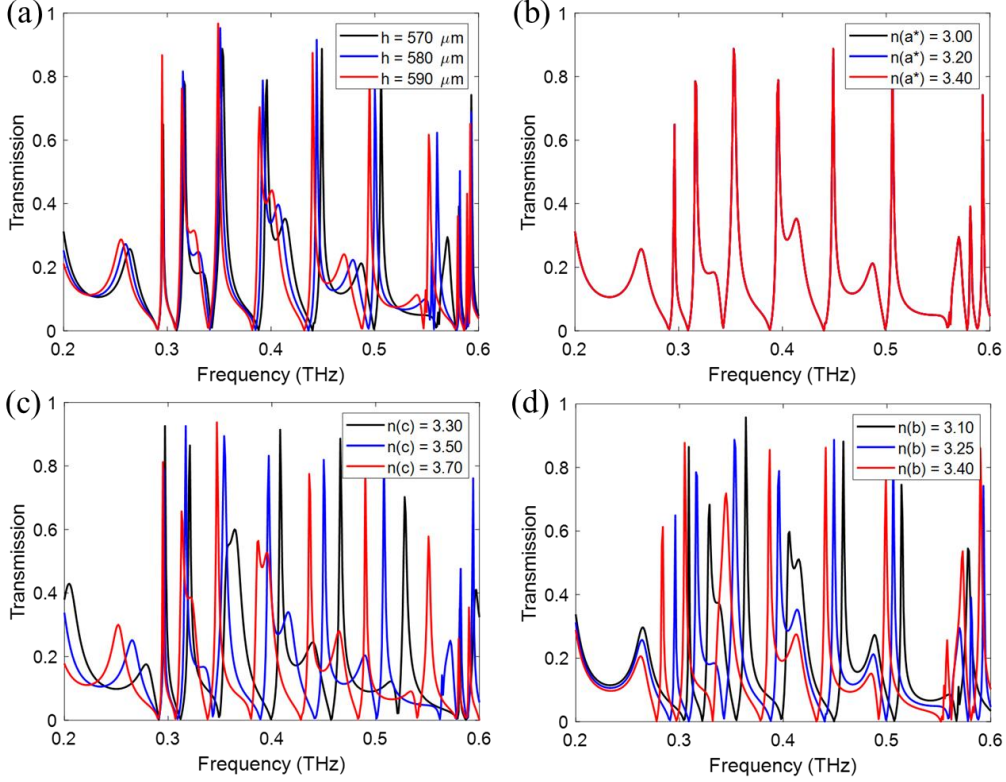 (a)
h = 570 μm
h = 580 μm
h = 590 μm
1
0.8
0.6
0.4
0.2
0
Transmission
0.2 0.3 0.4 0.5 0.6
Frequency (THz)
(b)
n(a*) = 3.00
n(a*) = 3.20
n(a*) = 3.40
1
0.8
0.6
0.4
0.2
0
Transmission
0.2 0.3 0.4 0.5 0.6
Frequency (THz)
(c)
n(c) = 3.30
n(c) = 3.50
n(c) = 3.70
1
0.8
0.6
0.4
0.2
0
Transmission
0.2 0.3 0.4 0.5 0.6
Frequency (THz)
(d)
n(b) = 3.10
n(b) = 3.25
n(b) = 3.40
1
0.8
0.6
0.4
0.2
0
Transmission
0.2 0.3 0.4 0.5 0.6
Frequency (THz)